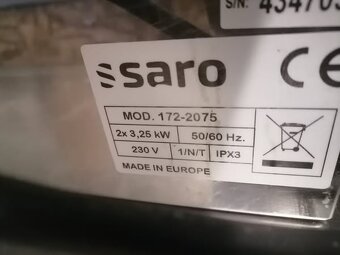 S/N:
saro CE
MOD. 172-2075
2x 3,25 kW 50/60 Hz.
230 V 1/N/T IPX3
MADE IN EUROPE